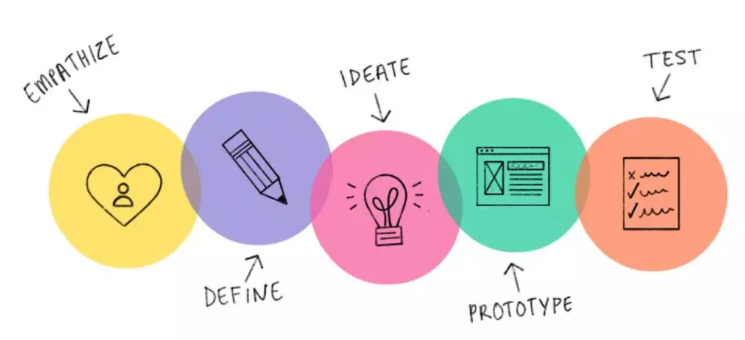 EMPATHIZE
DEFINE
IDEATE
PROTOTYPE
TEST